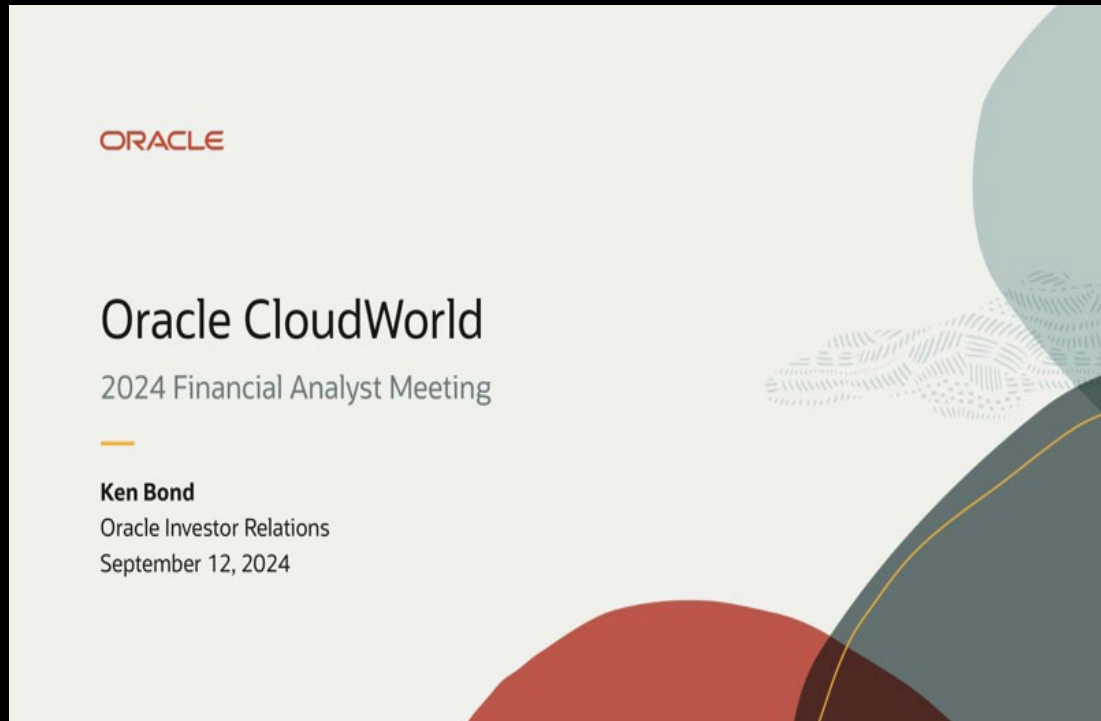 ORACLE
Oracle CloudWorld
2024 Financial Analyst Meeting
Ken Bond
Oracle Investor Relations
September 12, 2024